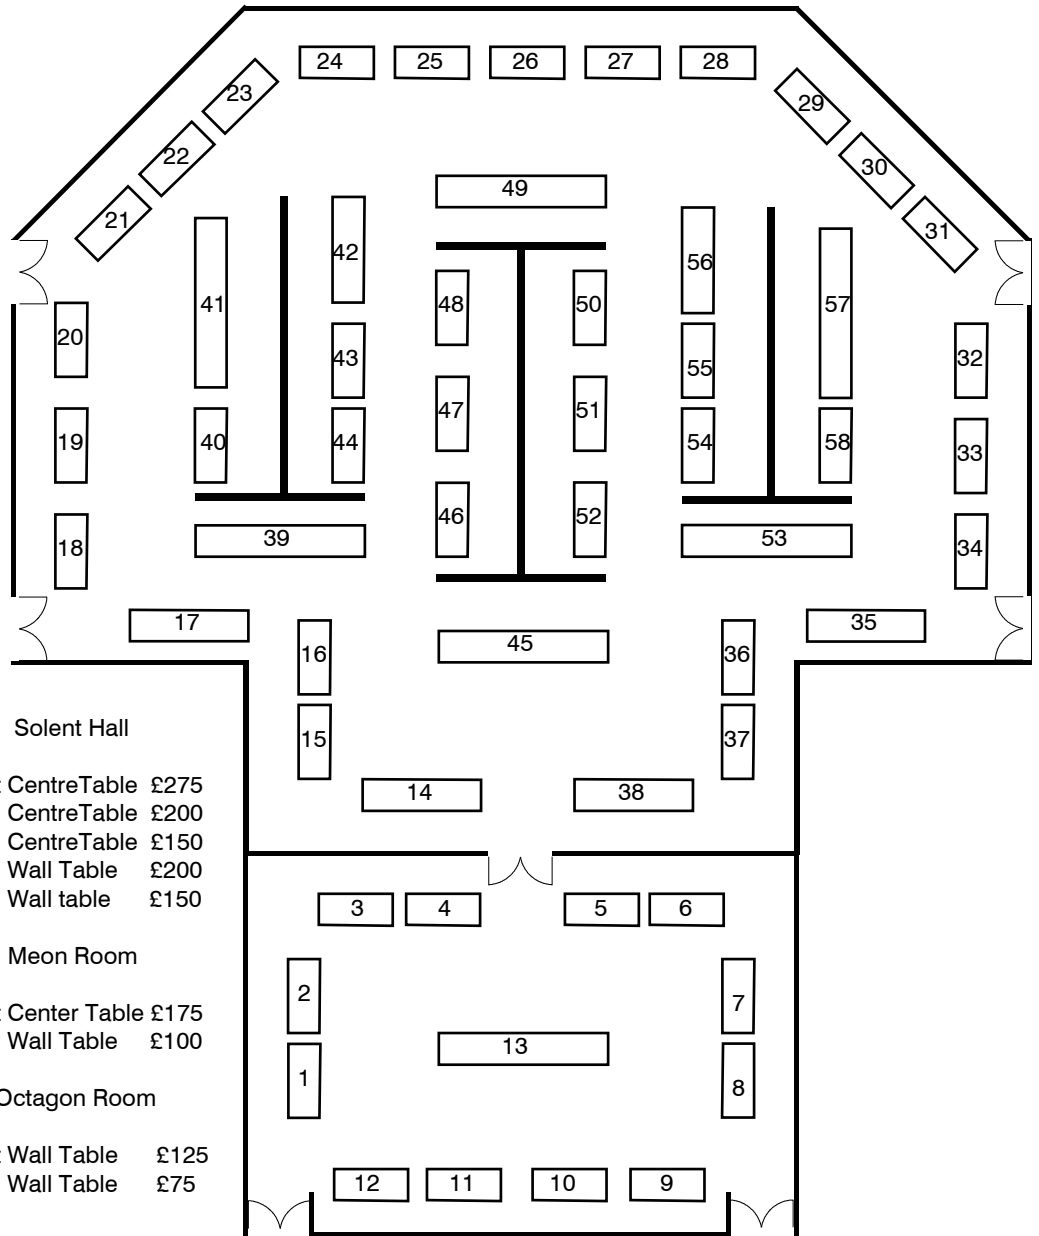 24 25 26 27 28
23 29
22 30
49
21 31
42 56
41 48 50 57
20 43 55 32
47 51
19 40 44 54 58 33
46 52
18 39 53 34
17 35
16 45 36
Solent Hall
15 37
CentreTable £275
14 38
CentreTable £200
CentreTable £150
Wall Table £200
Wall table £150
3 4 5 6
Meon Room
2 7
Center Table £175
Wall Table £100
13
1 8
Octagon Room
Wall Table £125
Wall Table £75
12 11 10 9